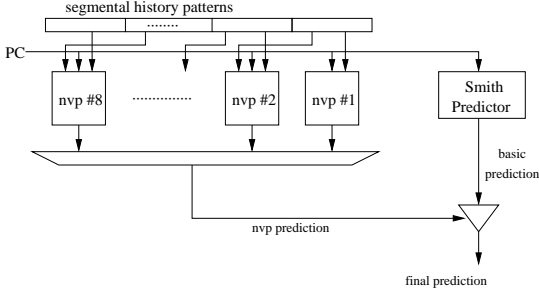 segmental history patterns
........
PC
nvp #8
...............
nvp #2
nvp #1
Smith
Predictor
basic
prediction
nvp prediction
final prediction